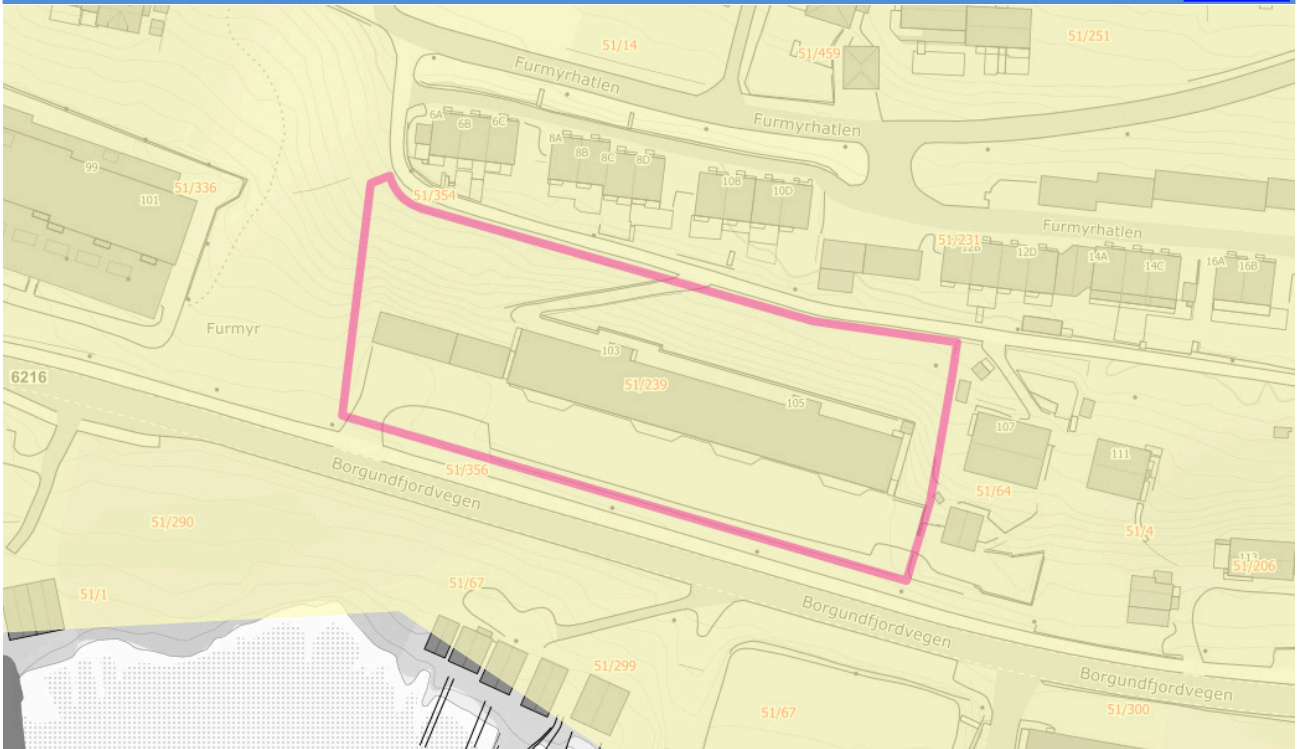 51/14
51/251
51/459
Furmyrhatlen
Furmyrhatlen
6A
6B
6C
8A
8B
8C
8D
99
51/336
101
51/354
10B
10D
Furmyrhatlen
51/231
12B
12D
14A
14C
16A
16B
Furmyr
103
51/239
105
6216
107
111
51/356
Borgundfjordvegen
51/64
51/290
51/4
113
51/206
51/1
51/67
Borgundfjordvegen
51/299
Borgundfjordvegen
51/67
51/300